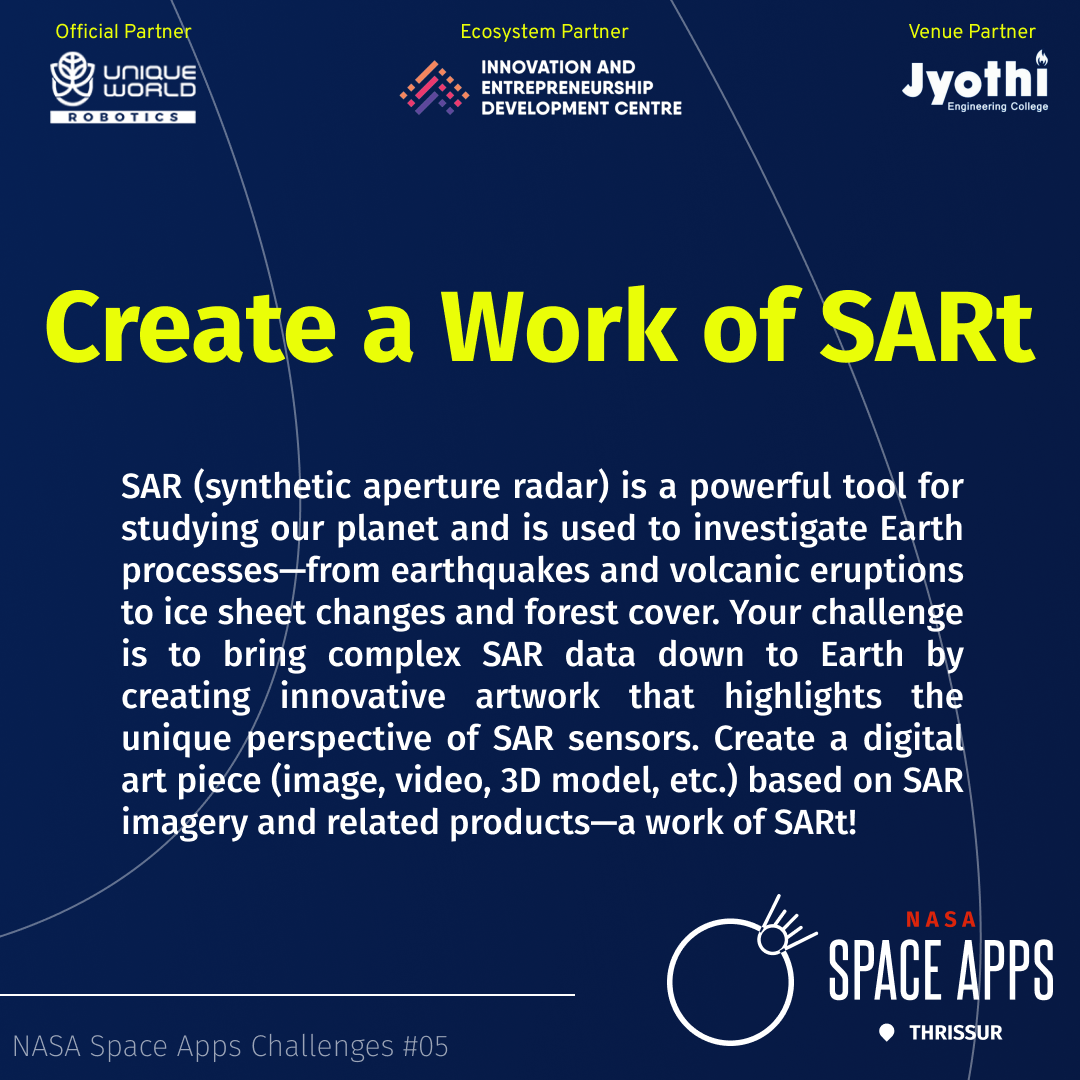 Official Partner
UNIQUE
WORLD
ROBOTICS
Ecosystem Partner
INNOVATION AND
ENTREPRENEURSHIP
DEVELOPMENT CENTRE
Venue Partner
Jyothi
Engineering College
Create a Work of SARt
SAR (synthetic aperture radar) is a powerful tool for
studying our planet and is used to investigate Earth
processes—from earthquakes and volcanic eruptions
to ice sheet changes and forest cover. Your challenge
is to bring complex SAR data down to Earth by
creating innovative artwork that highlights the
unique perspective of SAR sensors. Create a digital
art piece (image, video, 3D model, etc.) based on SAR
imagery and related products—a work of SARt!
NASA
SPACE APPS
THRISSUR
NASA Space Apps Challenges #05